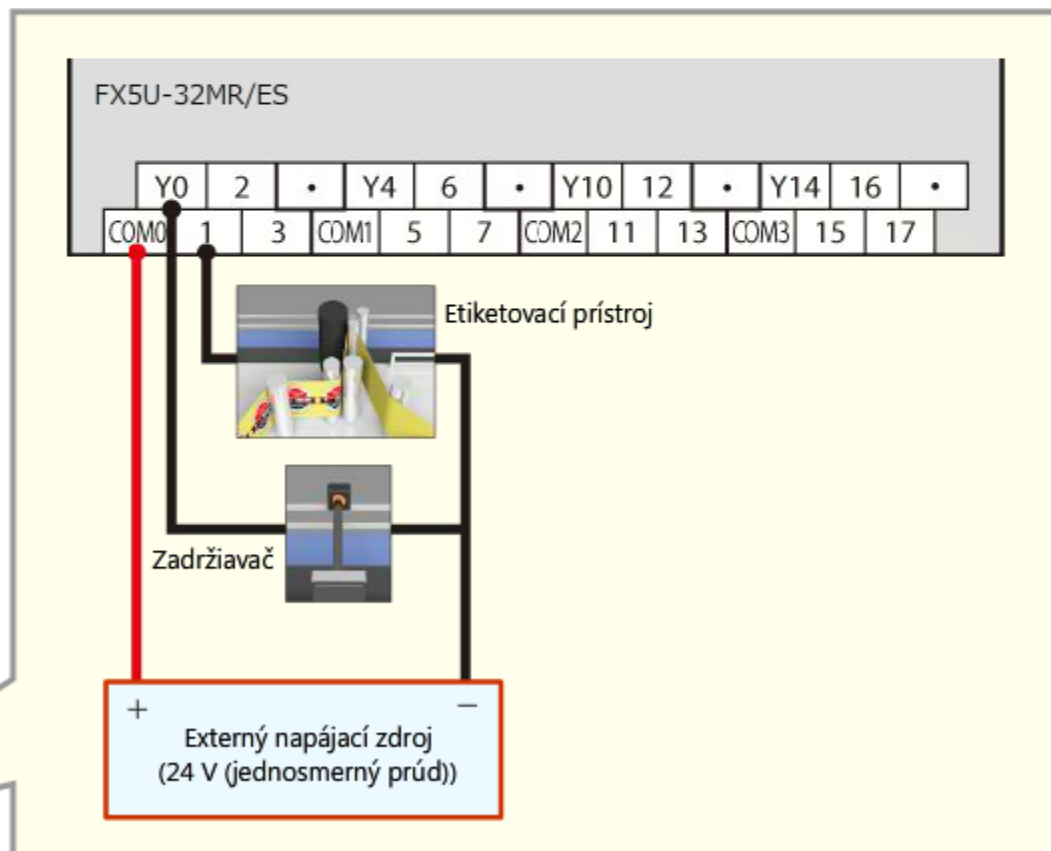 FX5U-32MR/ES
Y0 2 • Y4 6 • Y10 12 • Y14 16 •
COM0 1 3 COM1 5 7 COM2 11 13 COM3 15 17
Etiketovací prístroj
Zadržiavač
+ −
Externý napájací zdroj
(24 V (jednosmerný prúd))